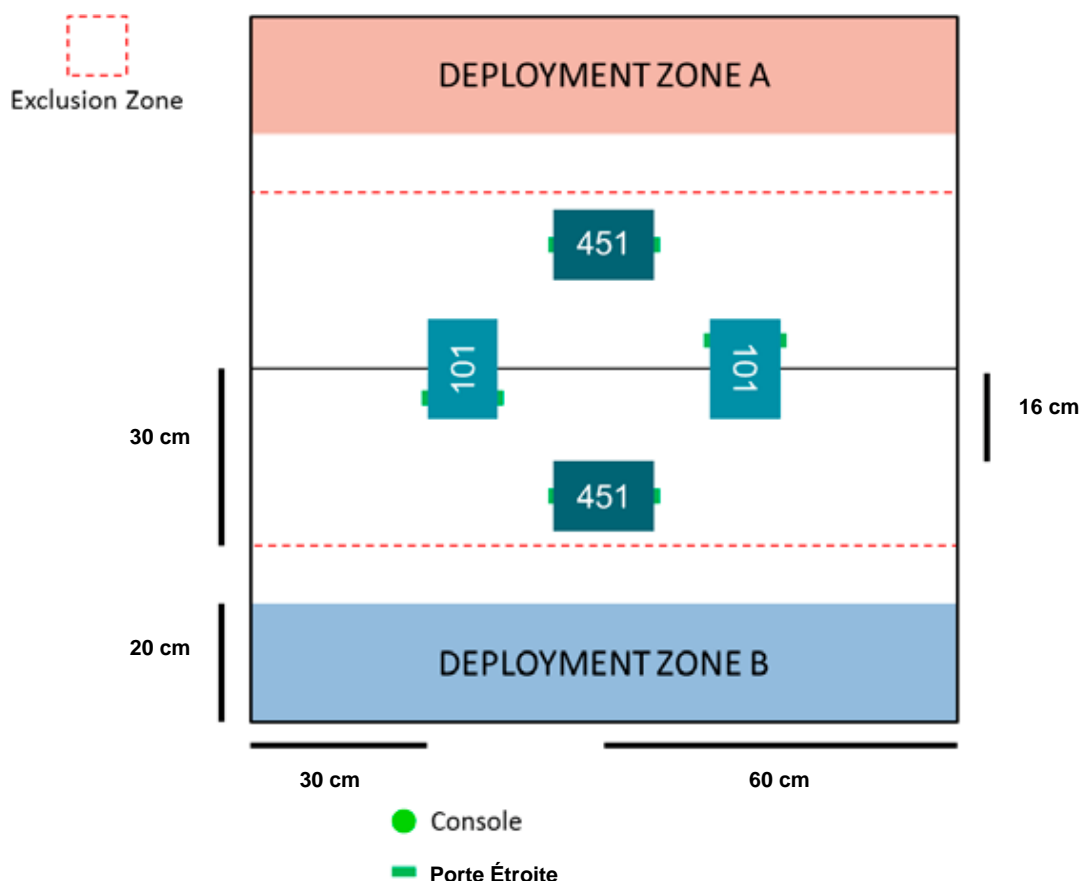 DEPLOYMENT ZONE A
Exclusion Zone
451
101
101
30 cm
16 cm
451
20 cm
DEPLOYMENT ZONE B
30 cm
60 cm
Console
Porte Étroite